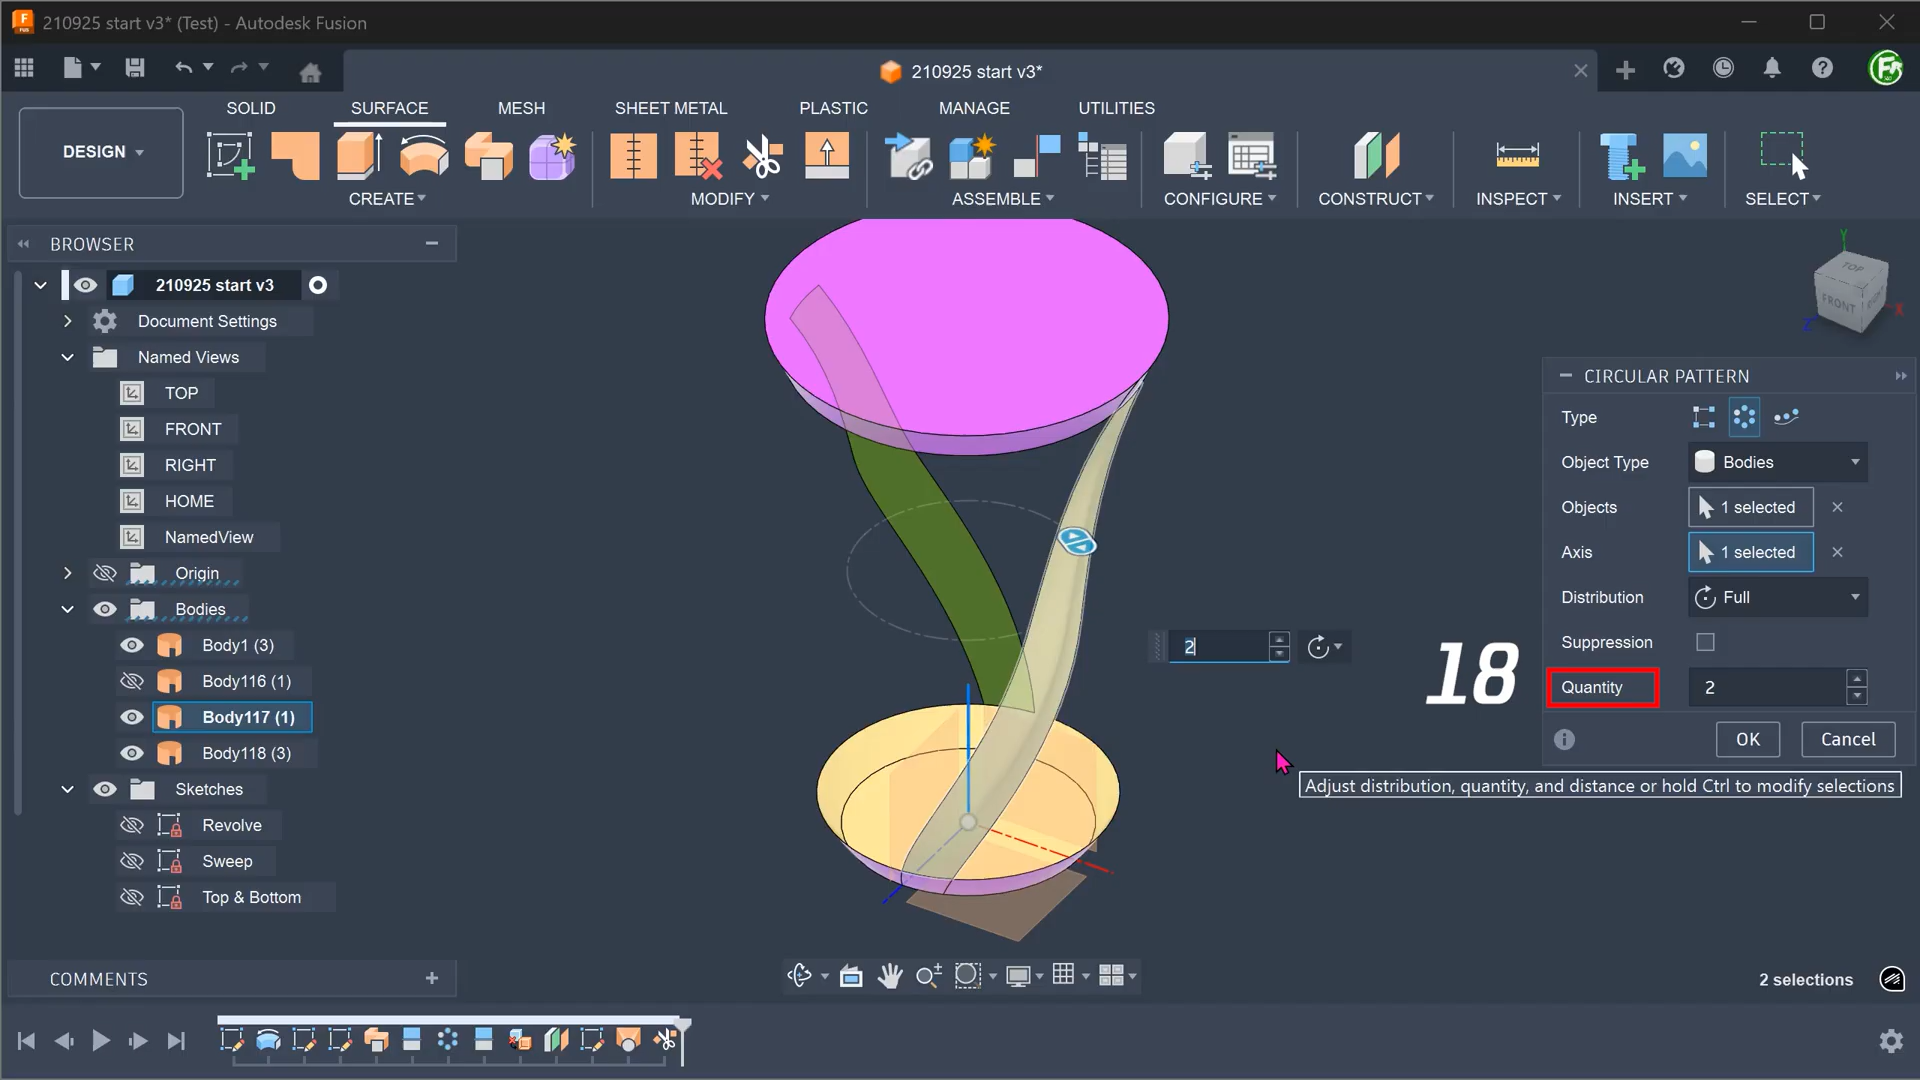 210925 start v3* (Test) - Autodesk Fusion
210925 start v3*
DESIGN
SOLID
SURFACE
MESH
SHEET METAL
PLASTIC
MANAGE
UTILITIES
CREATE
MODIFY
ASSEMBLE
CONFIGURE
CONSTRUCT
INSPECT
INSERT
SELECT
BROWSER
210925 start v3
Document Settings
Named Views
TOP
FRONT
RIGHT
HOME
NamedView
Origin
Bodies
Body1 (3)
Body116 (1)
Body117 (1)
Body118 (3)
Sketches
Revolve
Sweep
Top & Bottom
COMMENTS
Y
TOP
FRONT
RIGHT
X
Z
CIRCULAR PATTERN
Type
Object Type
Bodies
Objects
1 selected
Axis
1 selected
Distribution
Full
Suppression
Quantity
2
OK
Cancel
2
18
Adjust distribution, quantity, and distance or hold Ctrl to modify selections
2 selections